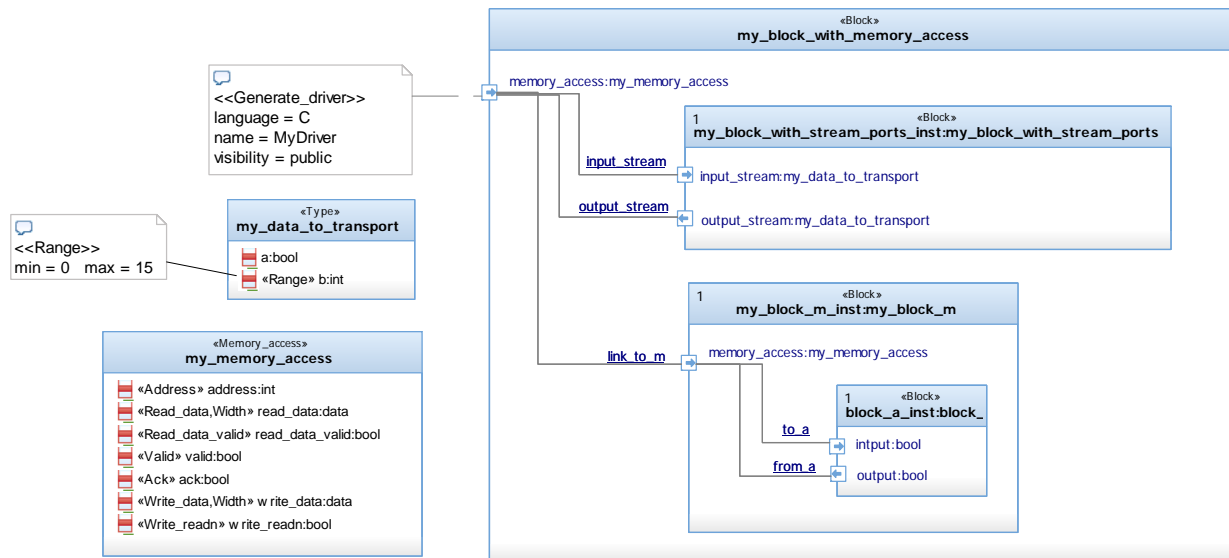 «Block»
my_block_with_memory_access
<<Generate_driver>>
language = C
name = MyDriver
visibility = public
memory_access:my_memory_access
1
«Block»
my_block_with_stream_ports_inst:my_block_with_stream_ports
input_stream
input_stream:my_data_to_transport
output_stream
output_stream:my_data_to_transport
<<Range>>
min = 0 max = 15
«Type»
my_data_to_transport
a:bool
«Range» b:int
1
«Block»
my_block_m_inst:my_block_m
link_to_m
memory_access:my_memory_access
1
«Block»
block_a_inst:block_
to_a
intput:bool
from_a
output:bool
«Memory_access»
my_memory_access
«Address» address:int
«Read_data,Width» read_data:data
«Read_data_valid» read_data_valid:bool
«Valid» valid:bool
«Ack» ack:bool
«Write_data,Width» w rite_data:data
«Write_readn» w rite_readn:bool